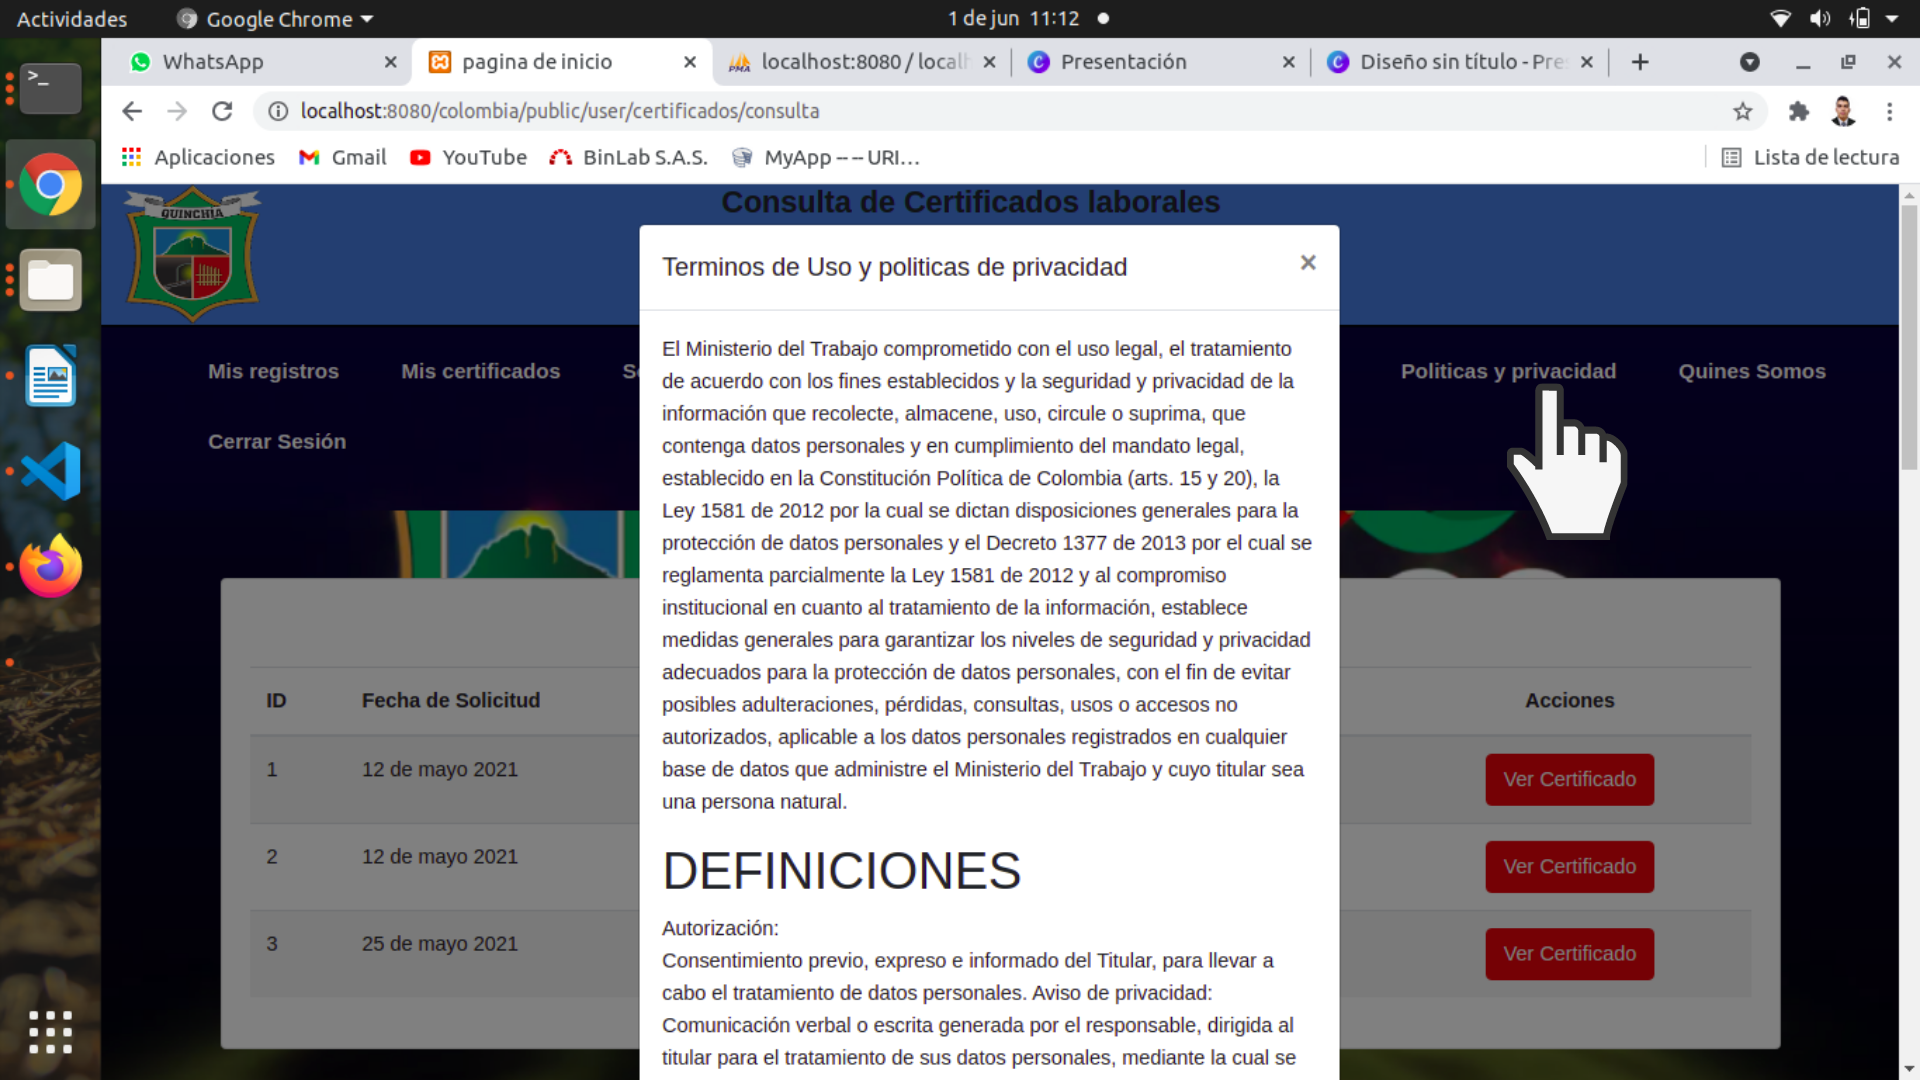 Actividades
Google Chrome
1 de jun 11:12
WhatsApp
pagina de inicio
localhost:8080 / local
Presentación
Diseño sin título - Pre
localhost:8080/colombia/public/user/certificados/consulta
Aplicaciones
Gmail
YouTube
BinLab S.A.S.
MyApp -- -- URI...
Lista de lectura
QUINCHIA
Consulta de Certificados laborales
Terminos de Uso y politicas de privacidad
×
Mis registros
Mis certificados
Politicas y privacidad
Quines Somos
Cerrar Sesión
El Ministerio del Trabajo comprometido con el uso legal, el tratamiento
de acuerdo con los fines establecidos y la seguridad y privacidad de la
información que recolecte, almacene, uso, circule o suprima, que
contenga datos personales y en cumplimiento del mandato legal,
establecido en la Constitución Política de Colombia (arts. 15 y 20), la
Ley 1581 de 2012 por la cual se dictan disposiciones generales para la
protección de datos personales y el Decreto 1377 de 2013 por el cual se
reglamenta parcialmente la Ley 1581 de 2012 y al compromiso
institucional en cuanto al tratamiento de la información, establece
medidas generales para garantizar los niveles de seguridad y privacidad
adecuados para la protección de datos personales, con el fin de evitar
posibles adulteraciones, pérdidas, consultas, usos o accesos no
autorizados, aplicable a los datos personales registrados en cualquier
base de datos que administre el Ministerio del Trabajo y cuyo titular sea
una persona natural.
DEFINICIONES
Autorización:
Consentimiento previo, expreso e informado del Titular, para llevar a
cabo el tratamiento de datos personales. Aviso de privacidad:
Comunicación verbal o escrita generada por el responsable, dirigida al
titular para el tratamiento de sus datos personales, mediante la cual se
ID
Fecha de Solicitud
Acciones
1
12 de mayo 2021
Ver Certificado
2
12 de mayo 2021
Ver Certificado
3
25 de mayo 2021
Ver Certificado